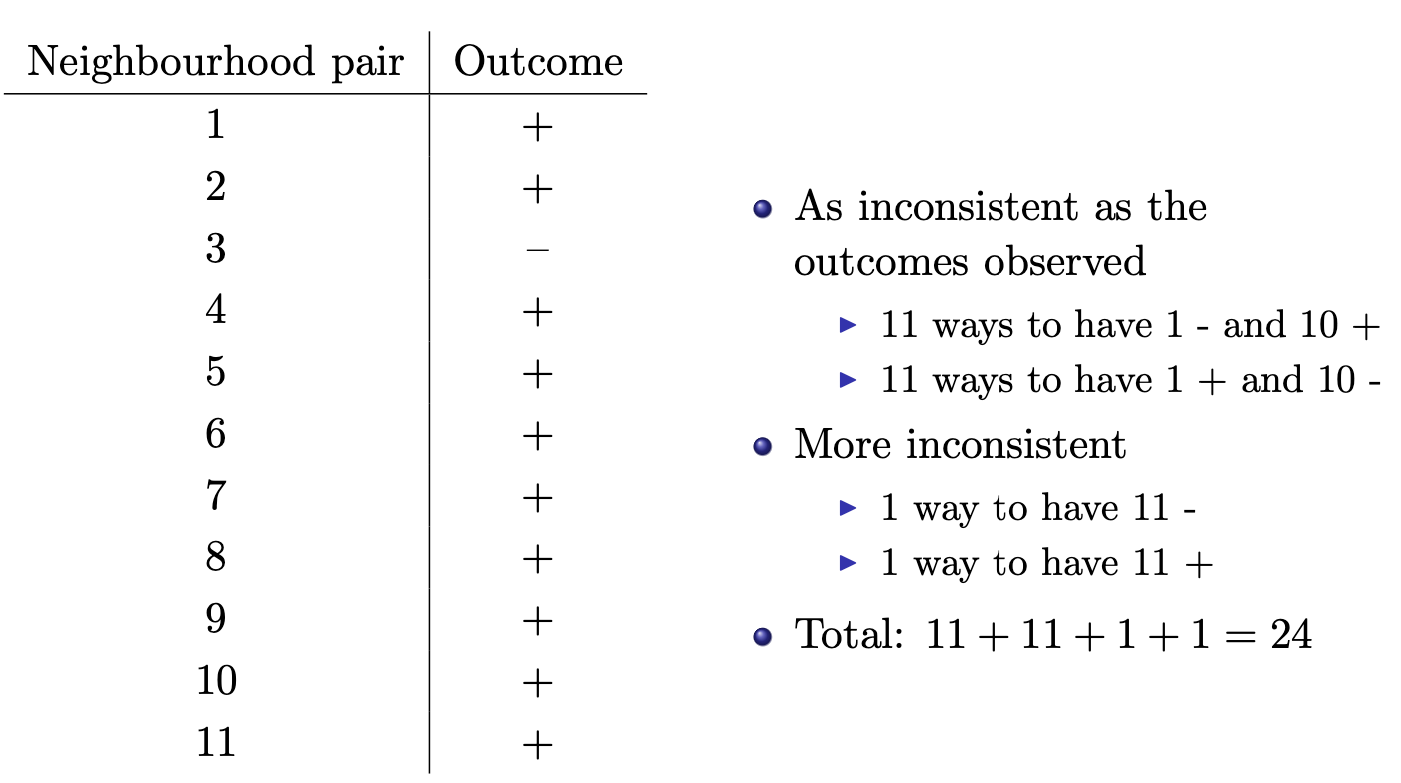 Neighbourhood pair Outcome
1 +
2 +
3 –
4 +
5 +
6 +
7 +
8 +
9 +
10 +
11 +
As inconsistent as the
outcomes observed
11 ways to have 1 - and 10 +
11 ways to have 1 + and 10 -
More inconsistent
1 way to have 11 -
1 way to have 11 +
Total: 11 + 11 + 1 + 1 = 24